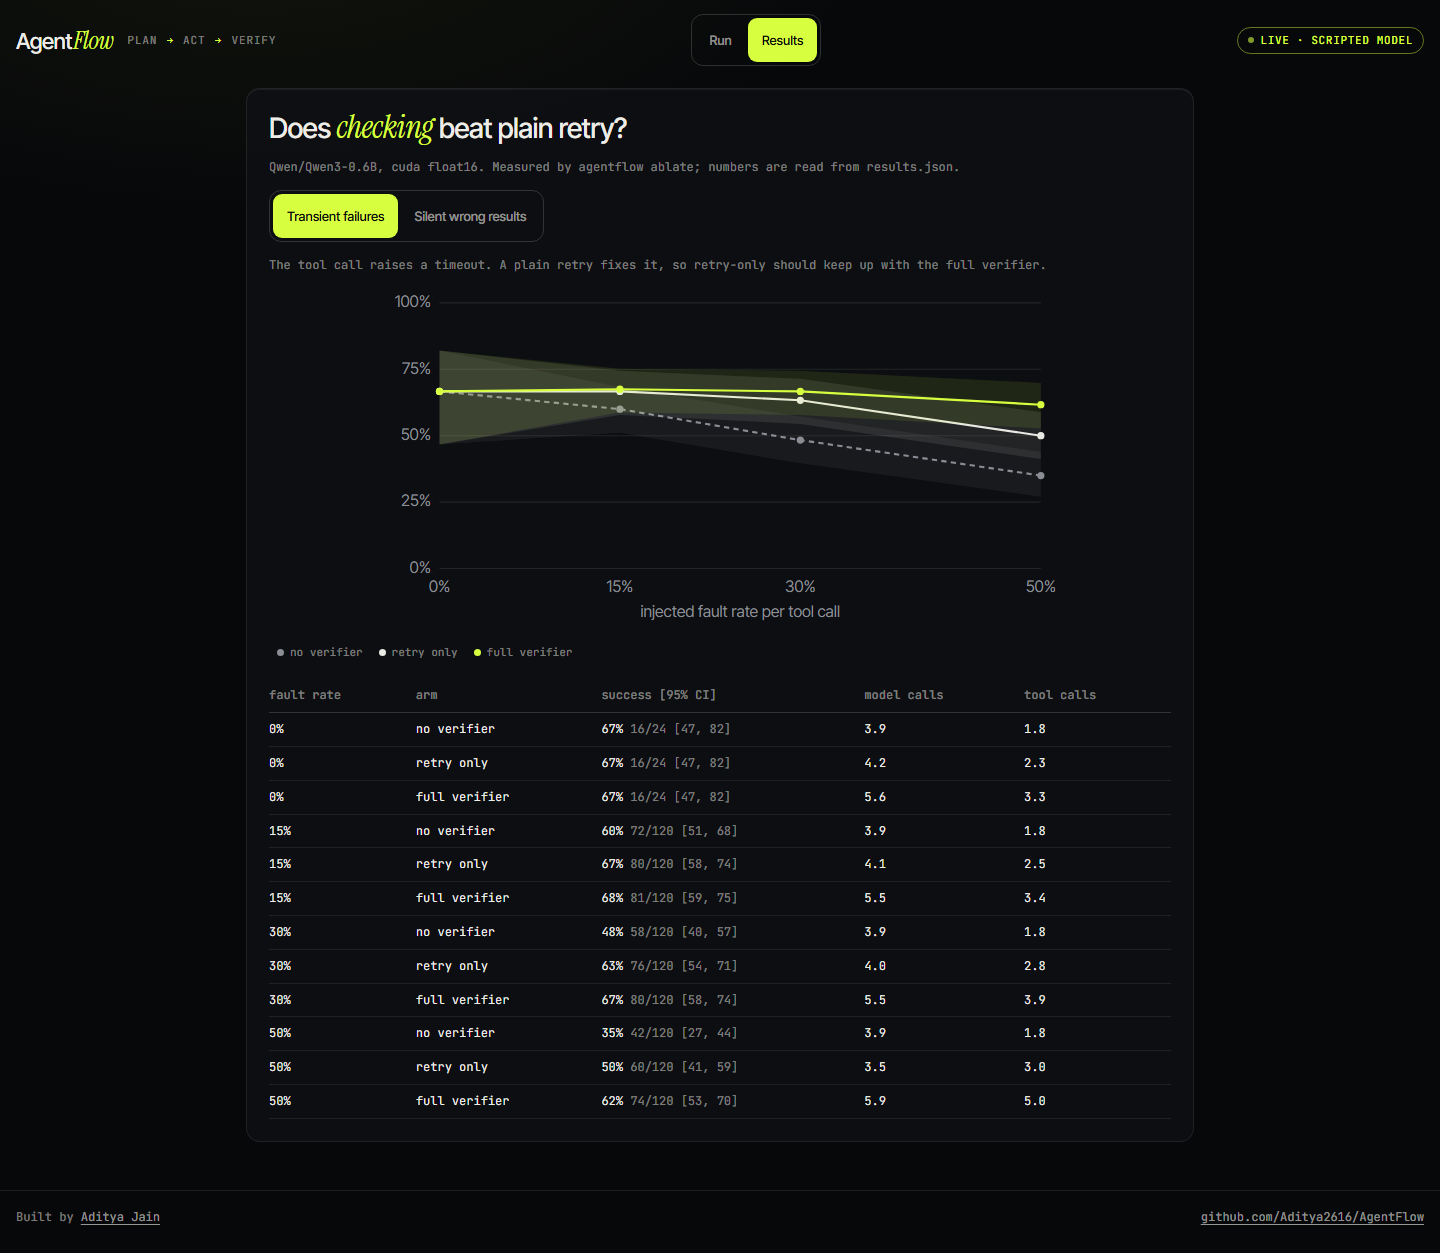 AgentFlow PLAN → ACT → VERIFY
Run Results
LIVE · SCRIPTED MODEL
Does checking beat plain retry?
Qwen/Qwen3-0.6B, cuda float16. Measured by agentflow ablate; numbers are read from results.json.
Transient failures Silent wrong results
The tool call raises a timeout. A plain retry fixes it, so retry-only should keep up with the full verifier.
100%
75%
50%
25%
0%
0% 15% 30% 50%
injected fault rate per tool call
no verifier retry only full verifier
fault rate arm success [95% CI] model calls tool calls
0% no verifier 67% 16/24 [47, 82] 3.9 1.8
0% retry only 67% 16/24 [47, 82] 4.2 2.3
0% full verifier 67% 16/24 [47, 82] 5.6 3.3
15% no verifier 60% 72/120 [51, 68] 3.9 1.8
15% retry only 67% 80/120 [58, 74] 4.1 2.5
15% full verifier 68% 81/120 [59, 75] 5.5 3.4
30% no verifier 48% 58/120 [40, 57] 3.9 1.8
30% retry only 63% 76/120 [54, 71] 4.0 2.8
30% full verifier 67% 80/120 [58, 74] 5.5 3.9
50% no verifier 35% 42/120 [27, 44] 3.9 1.8
50% retry only 50% 60/120 [41, 59] 3.5 3.0
50% full verifier 62% 74/120 [53, 70] 5.9 5.0
Built by Aditya Jain
github.com/Aditya2616/AgentFlow